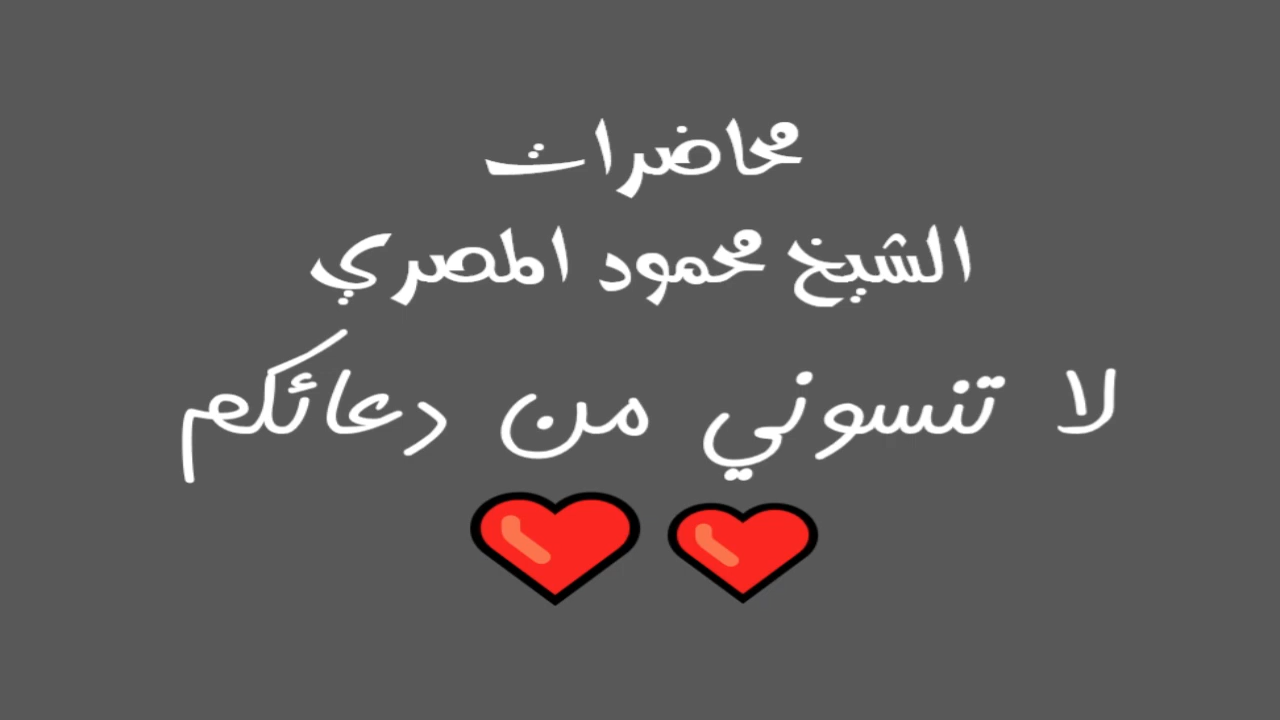 محاضرات
الشيخ محمود المصري
لا تنسوني من دعائكم